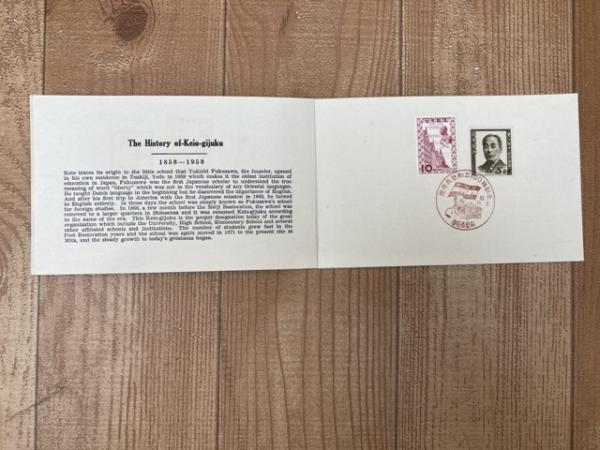 The History of Keio-gijuku
1858—1958
Keio traces its origin to the little school that Yukichi Fukuzawa, the founder, opened
in his own residence in Tsukiji, Yedo in 1858 which makes it the oldest institution of
education in Japan, Fukuzawa was the first Japanese scholar to understand the true
meaning of word "liberty" which was not in the vocabulary of any Oriental languages.
He taught Dutch language in the beginning but he discovered the importance of English.
And after his first trip to America with the first Japanese mission in 1860, he turned
to English entirely. In those days the school was simply known as Fukuzawa's school
for foreign studies. In 1868, a few month before the Meiji Restoration, the school was
removed to a larger quarters in Shinsenza and it was renamed Keio-gijuku according
to the name of the era. This Keio-gijuku is the proper designation today of the great
organization which include the University, High School, Elementary School and several
other affiliated schools and institutions. The number of students grew fast in the
Post Restoration years and the school was again moved in 1871 to the present site at
Mita, and the steady growth to today's greatness began.
10